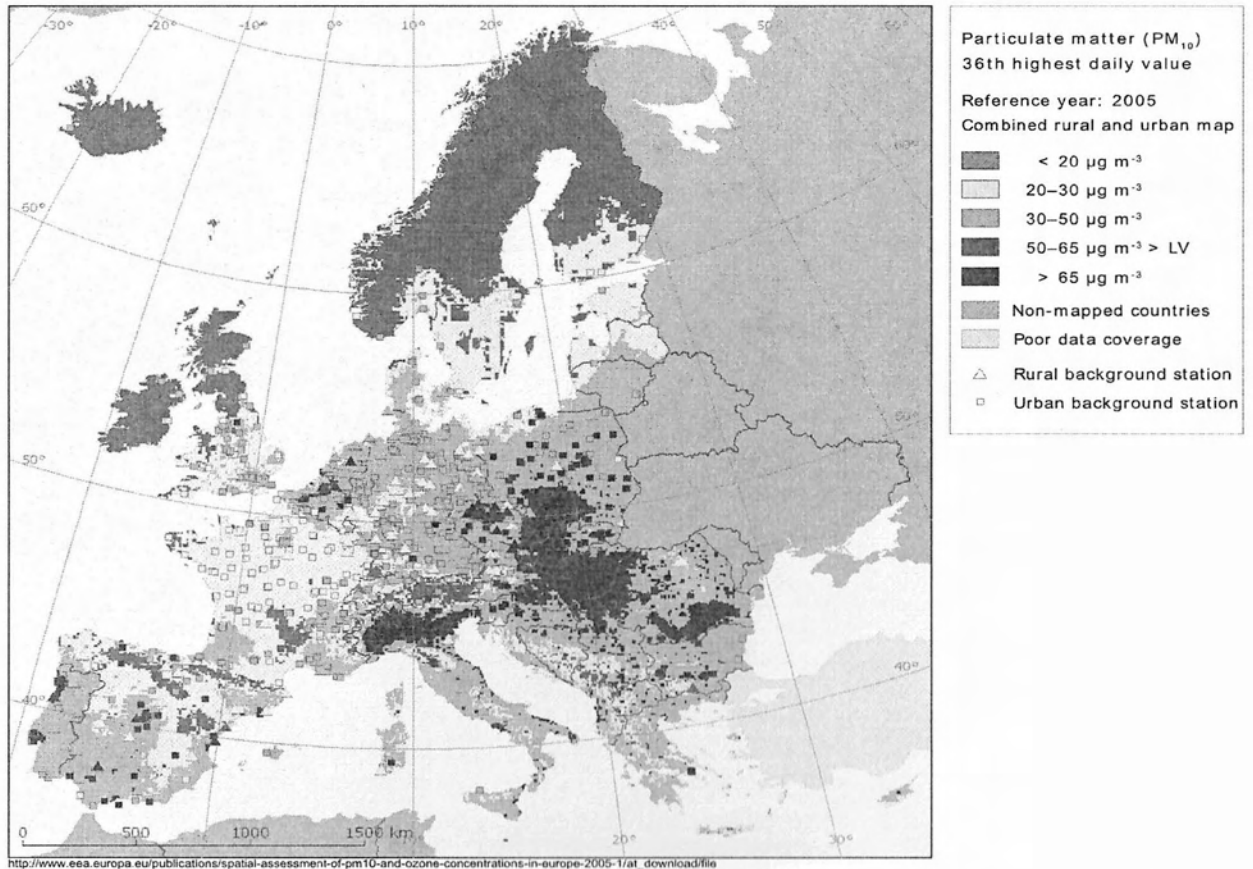 -30° -20° -10° 0° 10° 20° 30° 40° 50° 60°
60°
60°
50°
50°
40°
40°
0 500 1000 1500 km
20°
30°
http://www.eea.europa.eu/publications/spatial-assessment-of-pm10-and-ozone-concentrations-in-europe-2005-1/at_download/file
Particulate matter (PM₁₀)
36th highest daily value
Reference year: 2005
Combined rural and urban map
< 20 µg m⁻³
20–30 µg m⁻³
30–50 µg m⁻³
50–65 µg m⁻³ > LV
> 65 µg m⁻³
Non-mapped countries
Poor data coverage
Rural background station
Urban background station